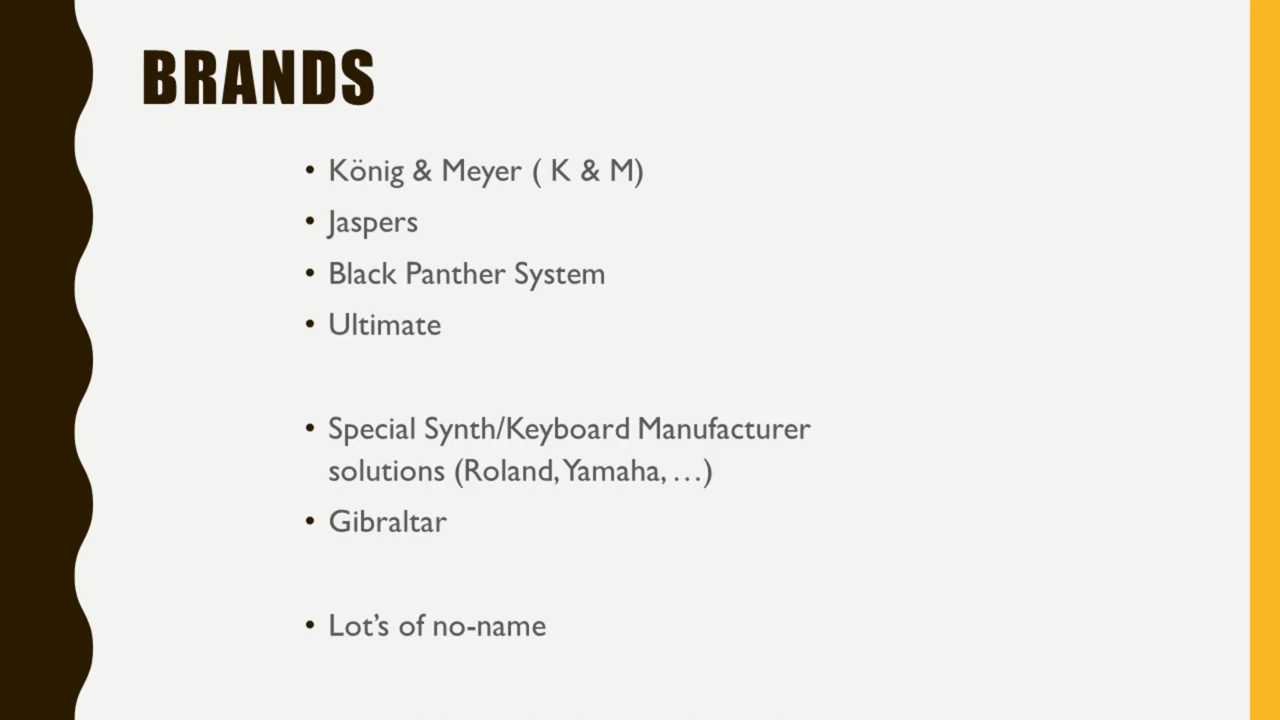 BRANDS
• König & Meyer ( K & M)
• Jaspers
• Black Panther System
• Ultimate
• Special Synth/Keyboard Manufacturer
solutions (Roland, Yamaha, …)
• Gibraltar
• Lot’s of no-name